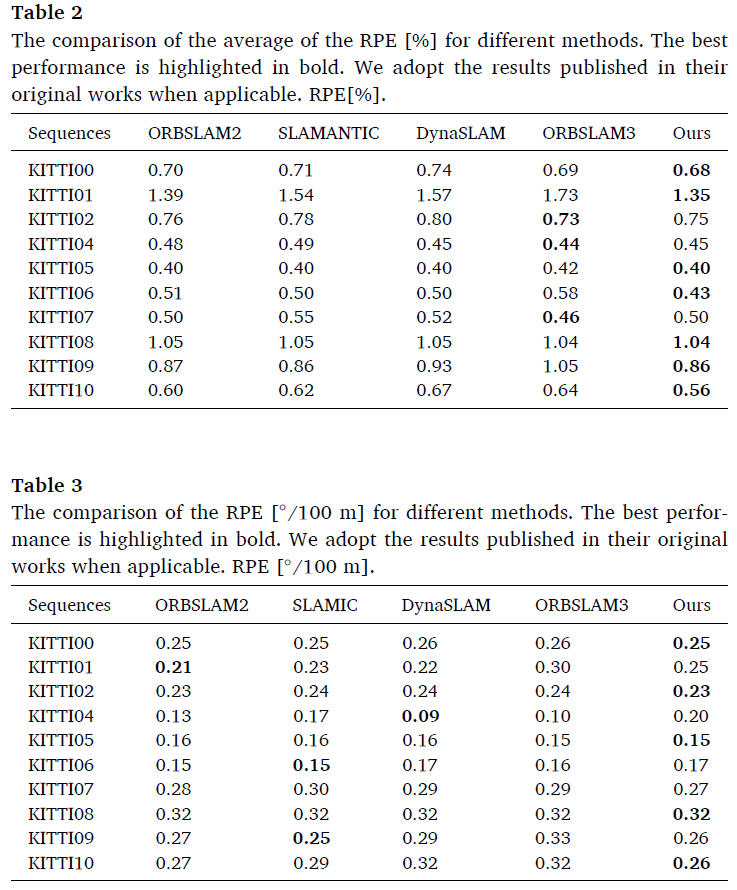 Table 2
The comparison of the average of the RPE [%] for different methods. The best
performance is highlighted in bold. We adopt the results published in their
original works when applicable. RPE[%].
Sequences ORBSLAM2 SLAMANTIC DynaSLAM ORBSLAM3 Ours
KITTI00 0.70 0.71 0.74 0.69 0.68
KITTI01 1.39 1.54 1.57 1.73 1.35
KITTI02 0.76 0.78 0.80 0.73 0.75
KITTI04 0.48 0.49 0.45 0.44 0.45
KITTI05 0.40 0.40 0.40 0.42 0.40
KITTI06 0.51 0.50 0.50 0.58 0.43
KITTI07 0.50 0.55 0.52 0.46 0.50
KITTI08 1.05 1.05 1.05 1.04 1.04
KITTI09 0.87 0.86 0.93 1.05 0.86
KITTI10 0.60 0.62 0.67 0.64 0.56
Table 3
The comparison of the RPE [°/100 m] for different methods. The best perfor-
mance is highlighted in bold. We adopt the results published in their original
works when applicable. RPE [°/100 m].
Sequences ORBSLAM2 SLAMIC DynaSLAM ORBSLAM3 Ours
KITTI00 0.25 0.25 0.26 0.26 0.25
KITTI01 0.21 0.23 0.22 0.30 0.25
KITTI02 0.23 0.24 0.24 0.24 0.23
KITTI04 0.13 0.17 0.09 0.10 0.20
KITTI05 0.16 0.16 0.16 0.15 0.15
KITTI06 0.15 0.15 0.17 0.16 0.17
KITTI07 0.28 0.30 0.29 0.29 0.27
KITTI08 0.32 0.32 0.32 0.32 0.32
KITTI09 0.27 0.25 0.29 0.33 0.26
KITTI10 0.27 0.29 0.32 0.32 0.26